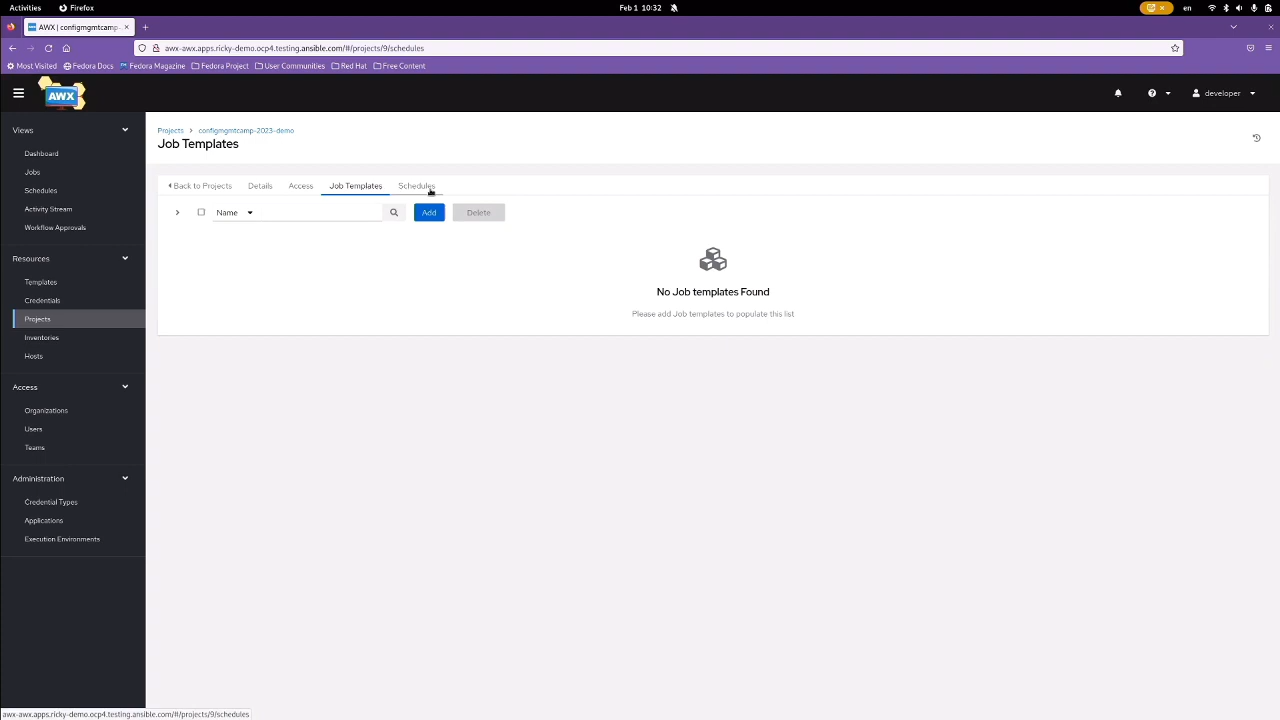 Activities Firefox Feb 1 10:32 en
AWX | configmgmtcamp-
awx-awx.apps.ricky-demo.ocp4.testing.ansible.com/#/projects/9/schedules
Most Visited Fedora Docs Fedora Magazine Fedora Project User Communities Red Hat Free Content
AWX developer
Views
Dashboard
Jobs
Schedules
Activity Stream
Workflow Approvals
Resources
Templates
Credentials
Projects
Inventories
Hosts
Access
Organizations
Users
Teams
Administration
Credential Types
Applications
Execution Environments
Projects configmgmtcamp-2023-demo
Job Templates
Back to Projects Details Access Job Templates Schedules
Name Add Delete
No Job templates Found
Please add Job templates to populate this list
awx-awx.apps.ricky-demo.ocp4.testing.ansible.com/#/projects/9/schedules